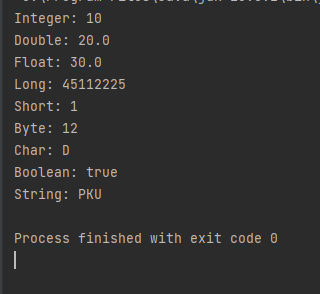 Integer: 10
Double: 20.0
Float: 30.0
Long: 45112225
Short: 1
Byte: 12
Char: D
Boolean: true
String: PKU
Process finished with exit code 0